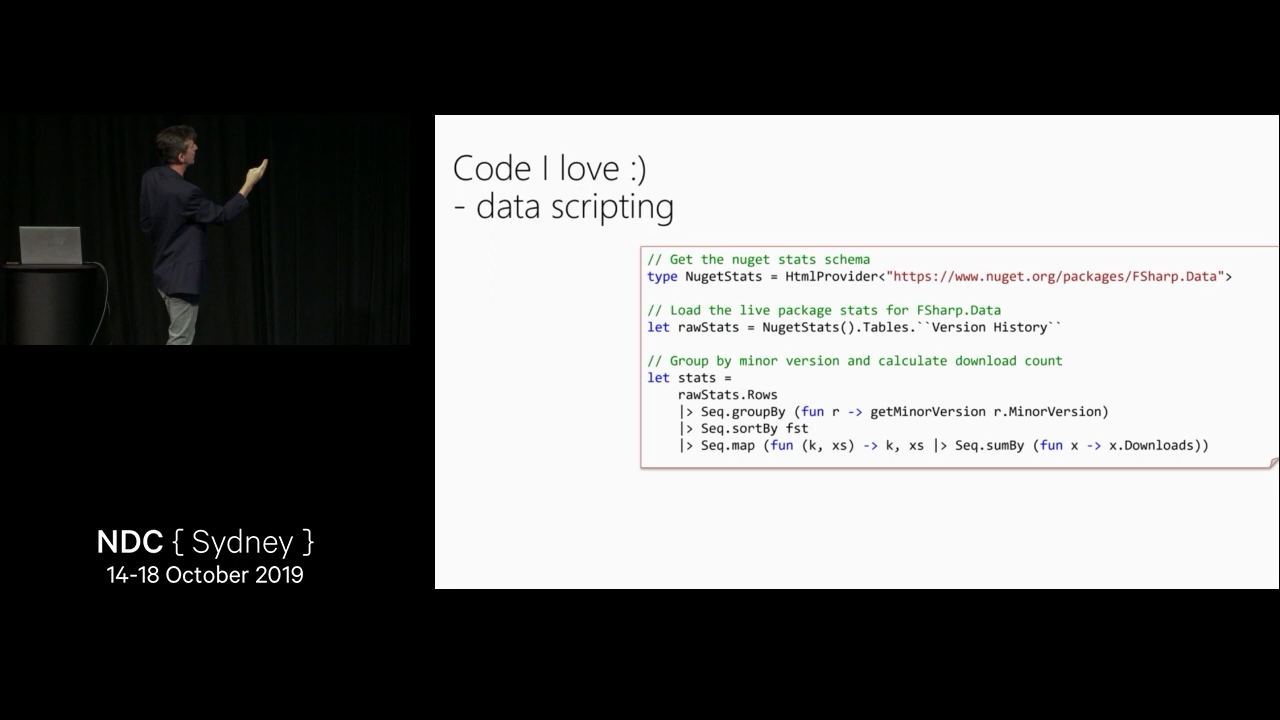 Code I love :)
- data scripting
// Get the nuget stats schema
type NugetStats = HtmlProvider<"https://www.nuget.org/packages/FSharp.Data">
// Load the live package stats for FSharp.Data
let rawStats = NugetStats().Tables.``Version History``
// Group by minor version and calculate download count
let stats =
    rawStats.Rows
    |> Seq.groupBy (fun r -> getMinorVersion r.MinorVersion)
    |> Seq.sortBy fst
    |> Seq.map (fun (k, xs) -> k, xs |> Seq.sumBy (fun x -> x.Downloads))
NDC { Sydney }
14-18 October 2019